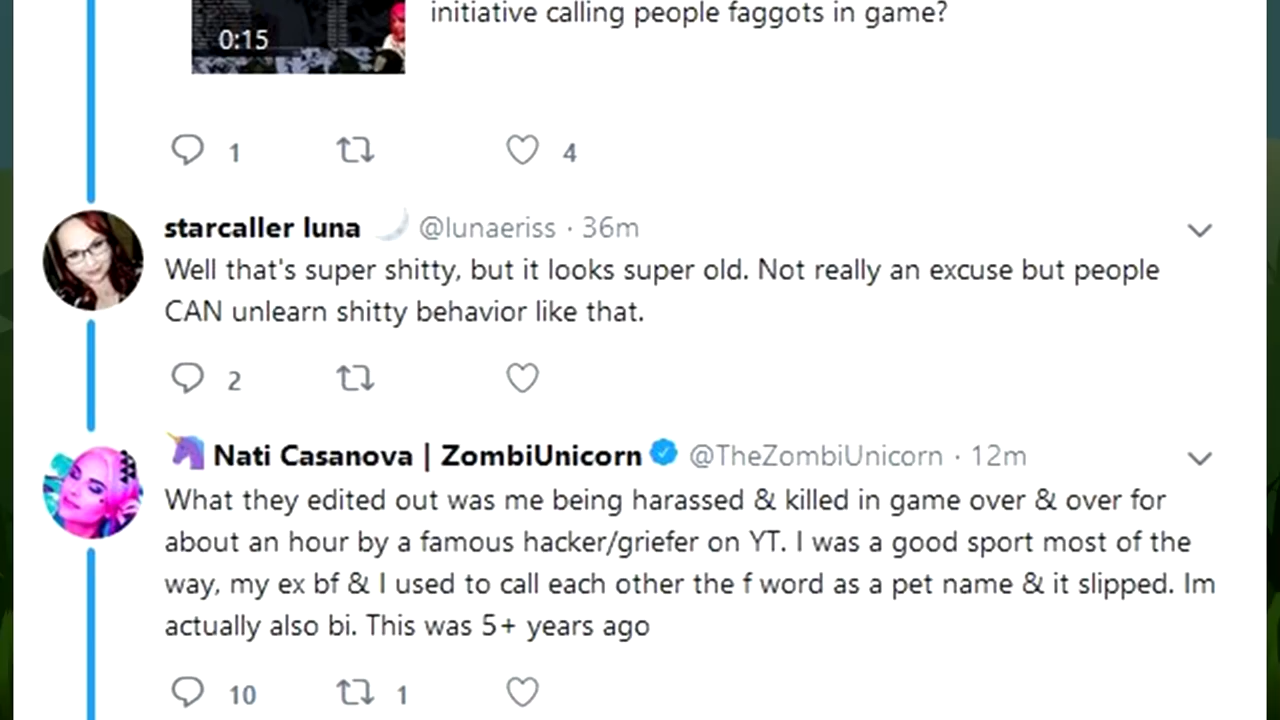 initiative calling people faggots in game?
0:15
1
4
starcaller luna @lunaeriss · 36m
Well that's super shitty, but it looks super old. Not really an excuse but people
CAN unlearn shitty behavior like that.
2
Nati Casanova | ZombiUnicorn @TheZombiUnicorn · 12m
What they edited out was me being harassed & killed in game over & over for
about an hour by a famous hacker/griefer on YT. I was a good sport most of the
way, my ex bf & I used to call each other the f word as a pet name & it slipped. Im
actually also bi. This was 5+ years ago
10
1